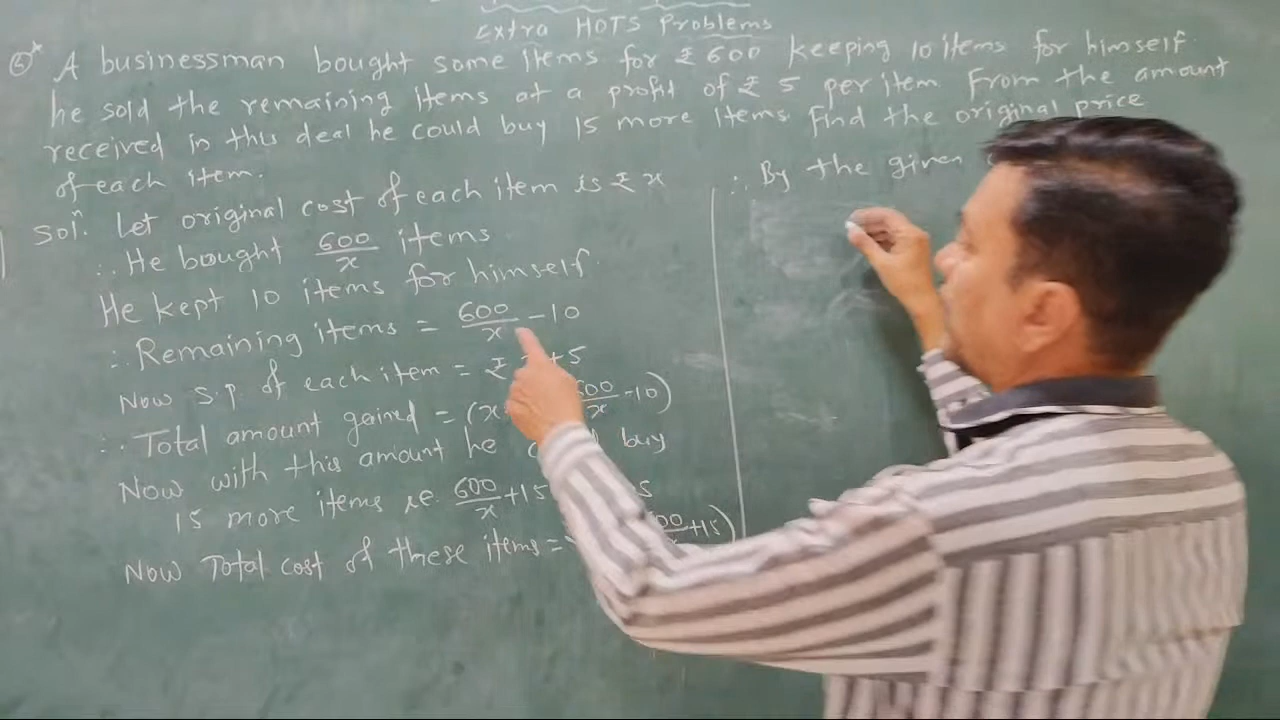 Extra HOTS Problems
A businessman bought some items for ₹ 600 keeping 10 items for himself
he sold the remaining items at a profit of ₹ 5 per item From the amount
received in this deal he could buy 15 more items Find the original price
of each item.
Solⁿ. Let original cost of each item is ₹ x
∴ He bought 600/x items
He kept 10 items for himself.
∴ Remaining items = 600/x - 10
Now S.p. of each item = ₹ +5
∴ Total amount gained = (x 600/x - 10)
Now with this amount he buy
15 more items ie. 600/x + 15
Now Total cost of these items = +15)
∴ By the given